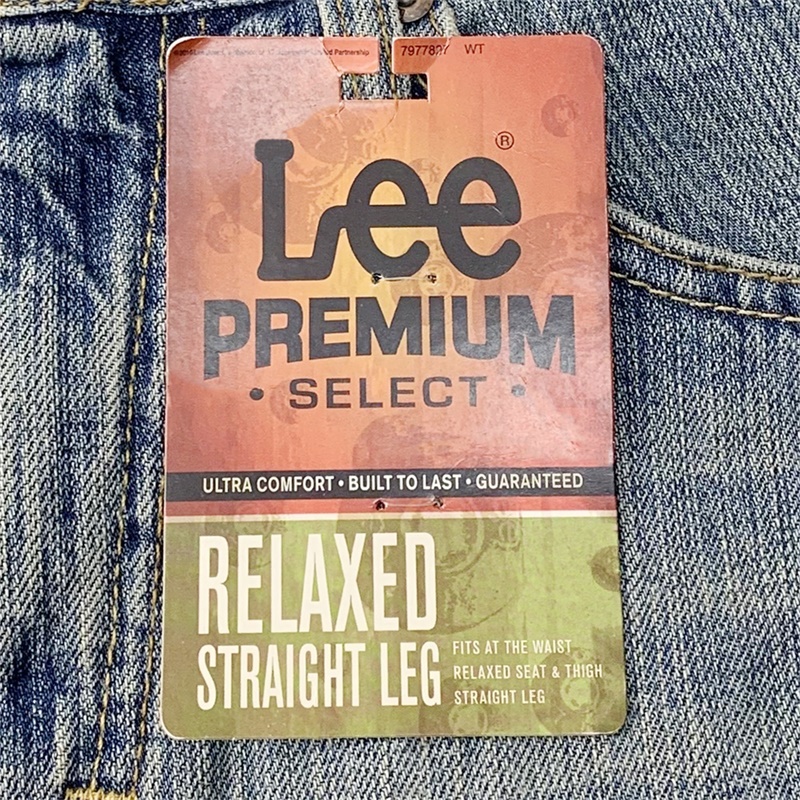 Partnership
WT
Lee®
PREMIUM
• SELECT •
ULTRA COMFORT • BUILT TO LAST • GUARANTEED
RELAXED
STRAIGHT LEG
FITS AT THE WAIST
RELAXED SEAT & THIGH
STRAIGHT LEG